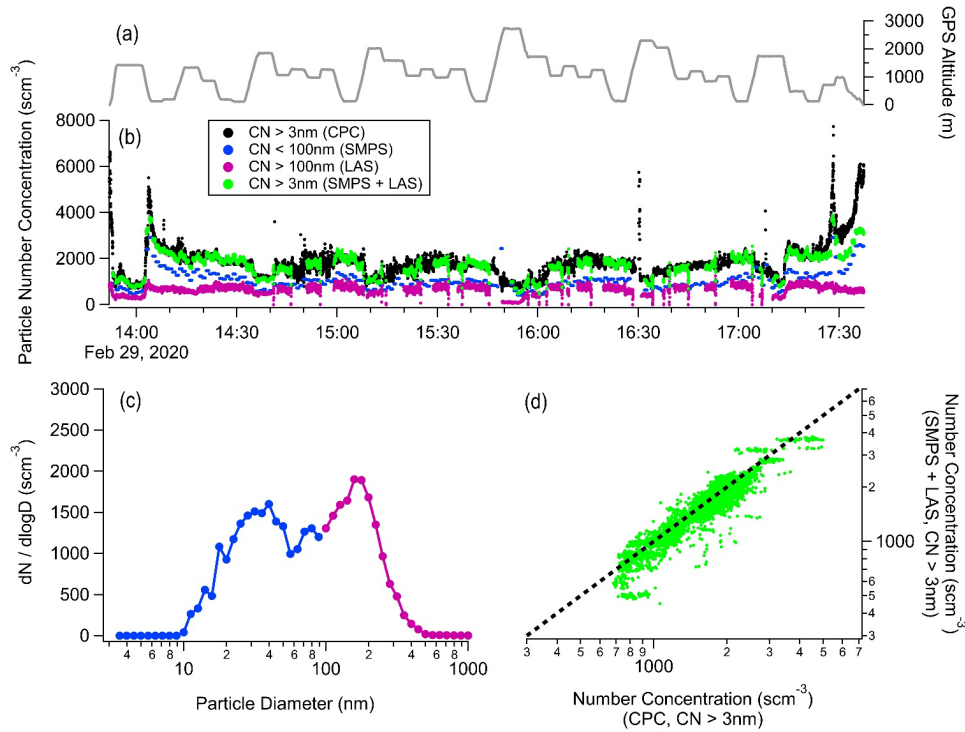 (a)
3000
2000
1000
0
GPS Alttiude (m)
(b)
8000
6000
4000
2000
0
Particle Number Concentration (scm⁻³)
CN > 3nm (CPC)
CN < 100nm (SMPS)
CN > 100nm (LAS)
CN > 3nm (SMPS + LAS)
14:00 14:30 15:00 15:30 16:00 16:30 17:00 17:30
Feb 29, 2020
(c)
3000
2500
2000
1500
1000
500
0
dN / dlogD (scm⁻³)
4 6 8 2 4 6 8 2 4 6 8
10 100 1000
Particle Diameter (nm)
(d)
6
5
4
3
2
1000
8
6
5
4
3
Number Concentration (scm⁻³)
(SMPS + LAS, CN > 3nm)
3 4 5 6 7 8 9 2 3 4 5 6 7
1000
Number Concentration (scm⁻³)
(CPC, CN > 3nm)